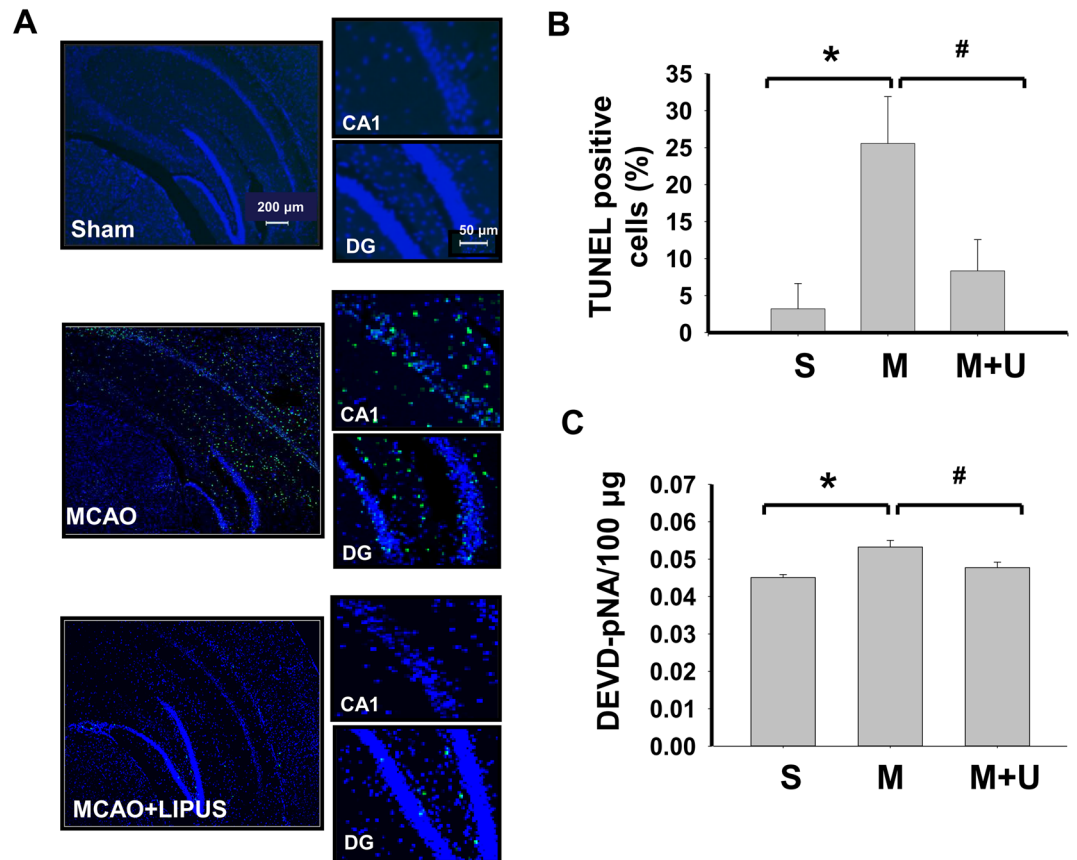 A
CA1
200 µm
Sham
50 µm
DG
CA1
MCAO
DG
CA1
MCAO+LIPUS
DG
B
* #
TUNEL positive
cells (%)
35
30
25
20
15
10
5
0
S M M+U
C
* #
DEVD-pNA/100 µg
0.07
0.06
0.05
0.04
0.03
0.02
0.01
0.00
S M M+U